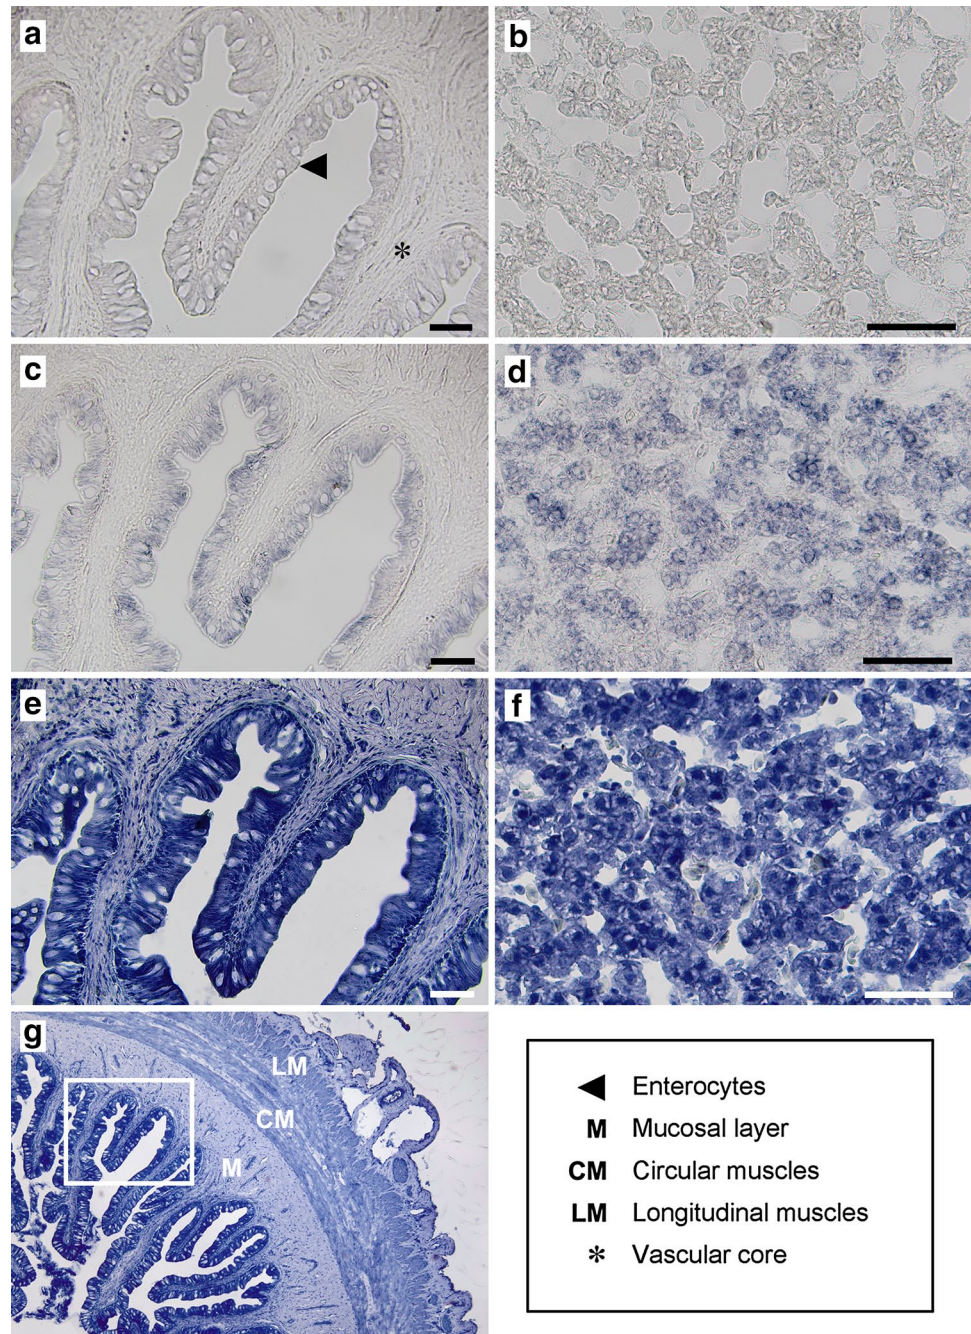 a
b
*
c
d
e
f
g
LM
CM
M
Enterocytes
M Mucosal layer
CM Circular muscles
LM Longitudinal muscles
* Vascular core